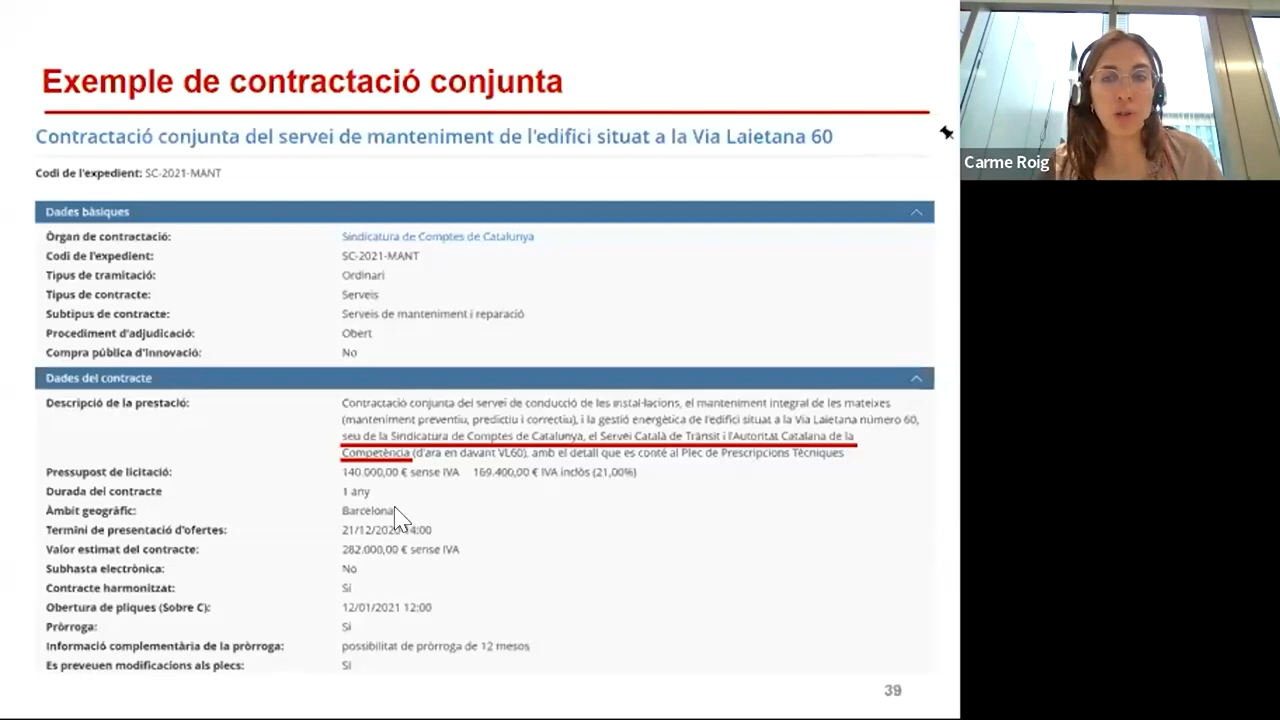 Exemple de contractació conjunta
Contractació conjunta del servei de manteniment de l'edifici situat a la Via Laietana 60
Codi de l'expedient: SC-2021-MANT
Dades bàsiques
Òrgan de contractació: Sindicatura de Comptes de Catalunya
Codi de l'expedient: SC-2021-MANT
Tipus de tramitació: Ordinari
Tipus de contracte: Serveis
Subtipus de contracte: Serveis de manteniment i reparació
Procediment d'adjudicació: Obert
Compra pública d'Innovació: No
Dades del contracte
Descripció de la prestació: Contractació conjunta del servei de conducció de les instal·lacions, el manteniment integral de les mateixes
(manteniment preventiu, predictiu i correctiu), i la gestió energètica de l'edifici situat a la Via Laietana número 60,
seu de la Sindicatura de Comptes de Catalunya, el Servei Català de Trànsit i l'Autoritat Catalana de la
Competència (d'ara en davant VL60), amb el detall que es conté al Plec de Prescripcions Tècniques
Pressupost de licitació: 140.000,00 € sense IVA 169.400,00 € IVA inclòs (21,00%)
Durada del contracte 1 any
Àmbit geogràfic: Barcelona
Termini de presentació d'ofertes: 21/12/202 4:00
Valor estimat del contracte: 282.000,00 € sense IVA
Subhasta electrònica: No
Contracte harmonitzat: Sí
Obertura de pliques (Sobre C): 12/01/2021 12:00
Pròrroga: Sí
Informació complementària de la pròrroga: possibilitat de pròrroga de 12 mesos
Es preveuen modificacions als plecs: Sí
39
Carme Roig